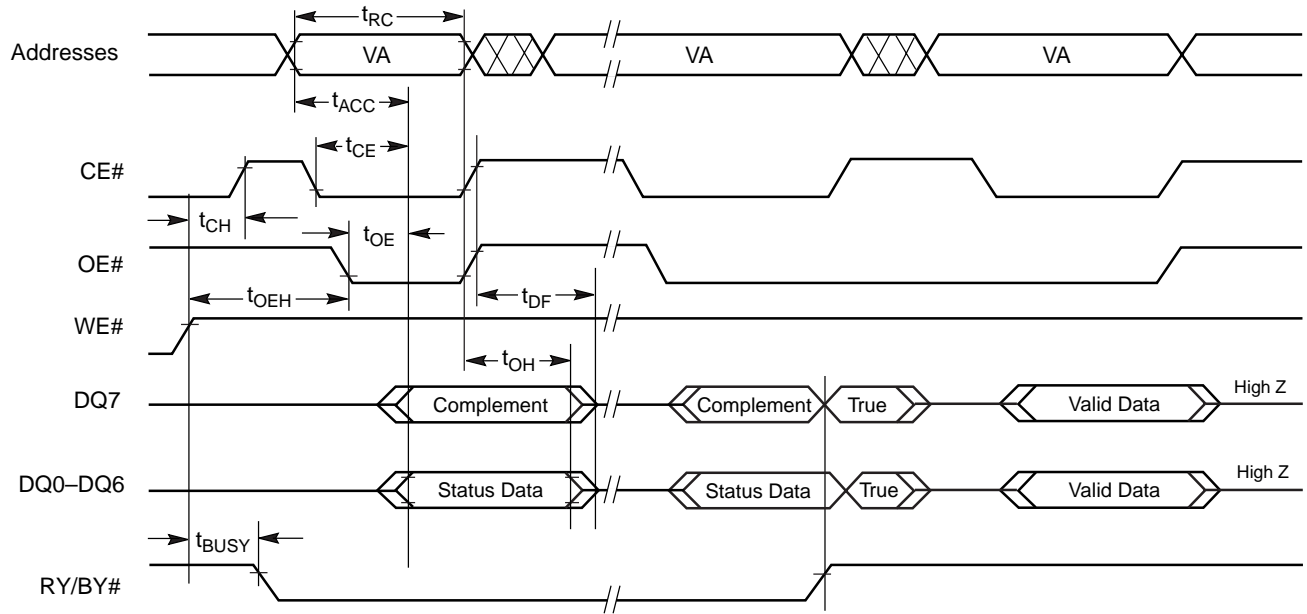 tRC
Addresses VA VA VA
tACC
tCE
CE#
tCH
tOE
OE#
tOEH
tDF
WE#
tOH
DQ7 Complement Complement True Valid Data High Z
DQ0–DQ6 Status Data Status Data True Valid Data High Z
tBUSY
RY/BY#